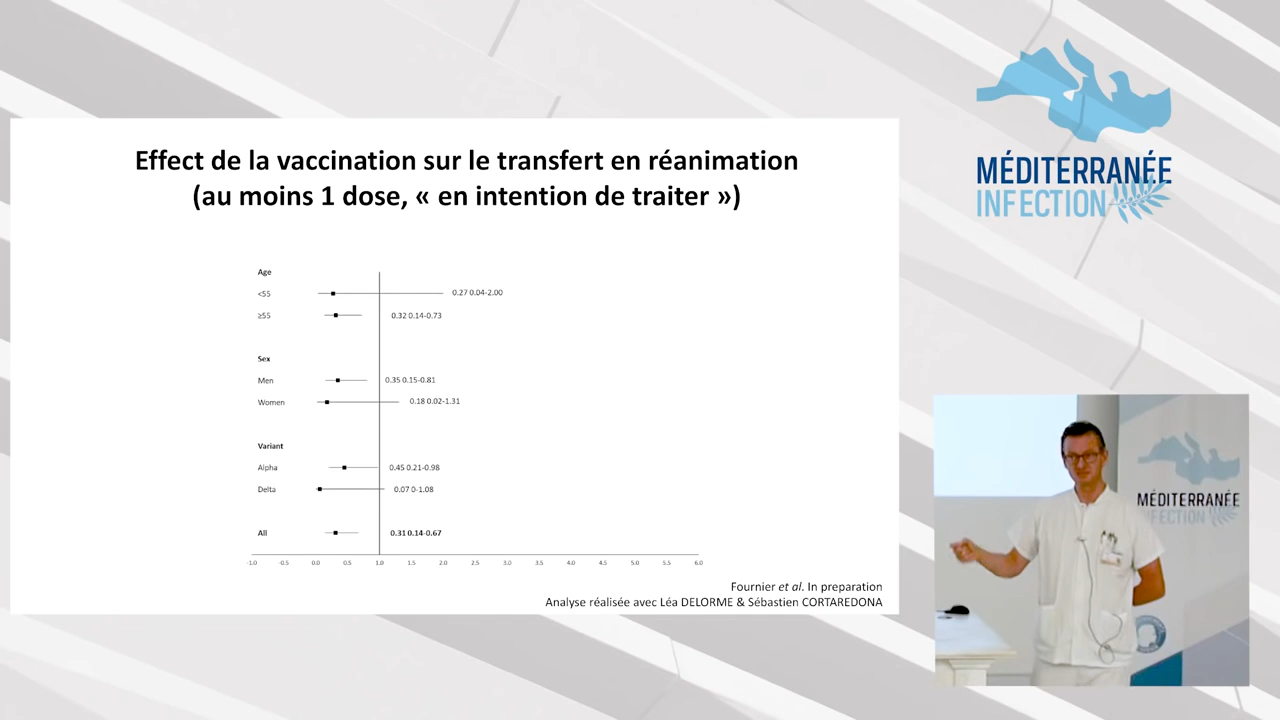 Effect de la vaccination sur le transfert en réanimation
(au moins 1 dose, « en intention de traiter »)
Age
<55 0.27 0.04-2.00
≥55 0.32 0.14-0.73
Sex
Men 0.35 0.15-0.81
Women 0.18 0.02-1.31
Variant
Alpha 0.45 0.21-0.98
Delta 0.07 0-1.08
All 0.31 0.14-0.67
-1.0 -0.5 0.0 0.5 1.0 1.5 2.0 2.5 3.0 3.5 4.0 4.5 5.0 5.5 6.0
Fournier et al. In preparation
Analyse réalisée avec Léa DELORME & Sébastien CORTAREDONA
MÉDITERRANÉE
INFECTION
MÉDITERRANÉE
INFECTION